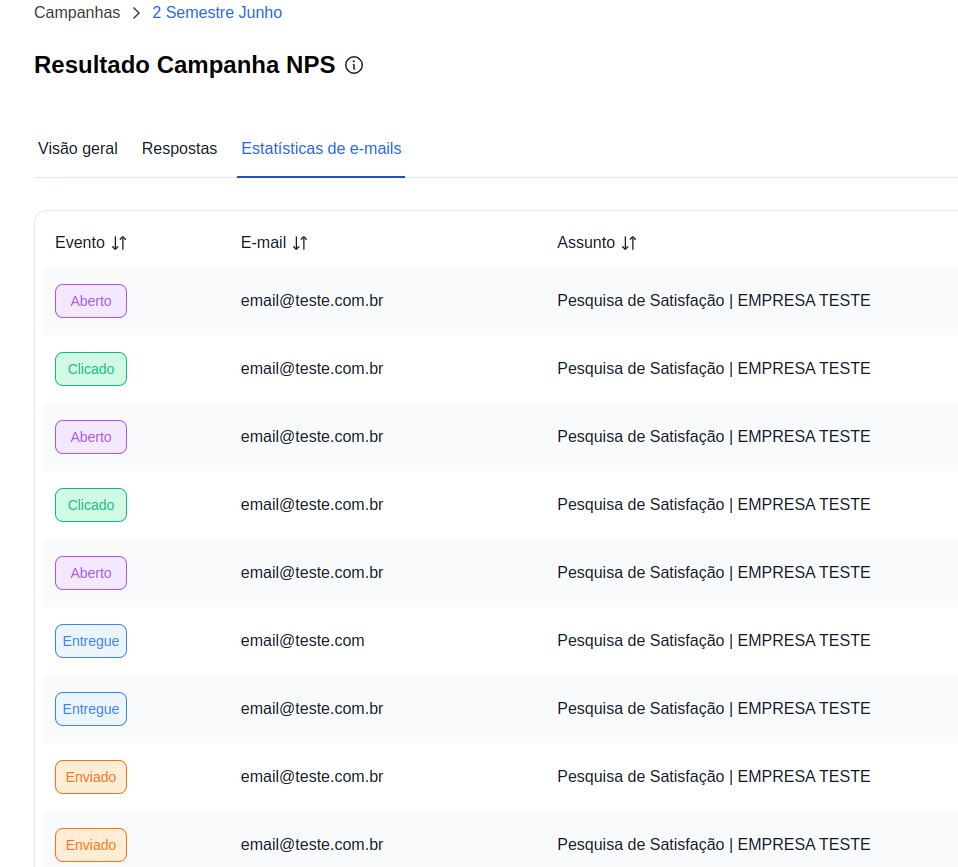 Campanhas > 2 Semestre Junho
Resultado Campanha NPS
Visão geral Respostas Estatísticas de e-mails
Evento E-mail Assunto
Aberto email@teste.com.br Pesquisa de Satisfação | EMPRESA TESTE
Clicado email@teste.com.br Pesquisa de Satisfação | EMPRESA TESTE
Aberto email@teste.com.br Pesquisa de Satisfação | EMPRESA TESTE
Clicado email@teste.com.br Pesquisa de Satisfação | EMPRESA TESTE
Aberto email@teste.com.br Pesquisa de Satisfação | EMPRESA TESTE
Entregue email@teste.com Pesquisa de Satisfação | EMPRESA TESTE
Entregue email@teste.com.br Pesquisa de Satisfação | EMPRESA TESTE
Enviado email@teste.com.br Pesquisa de Satisfação | EMPRESA TESTE
Enviado email@teste.com.br Pesquisa de Satisfação | EMPRESA TESTE